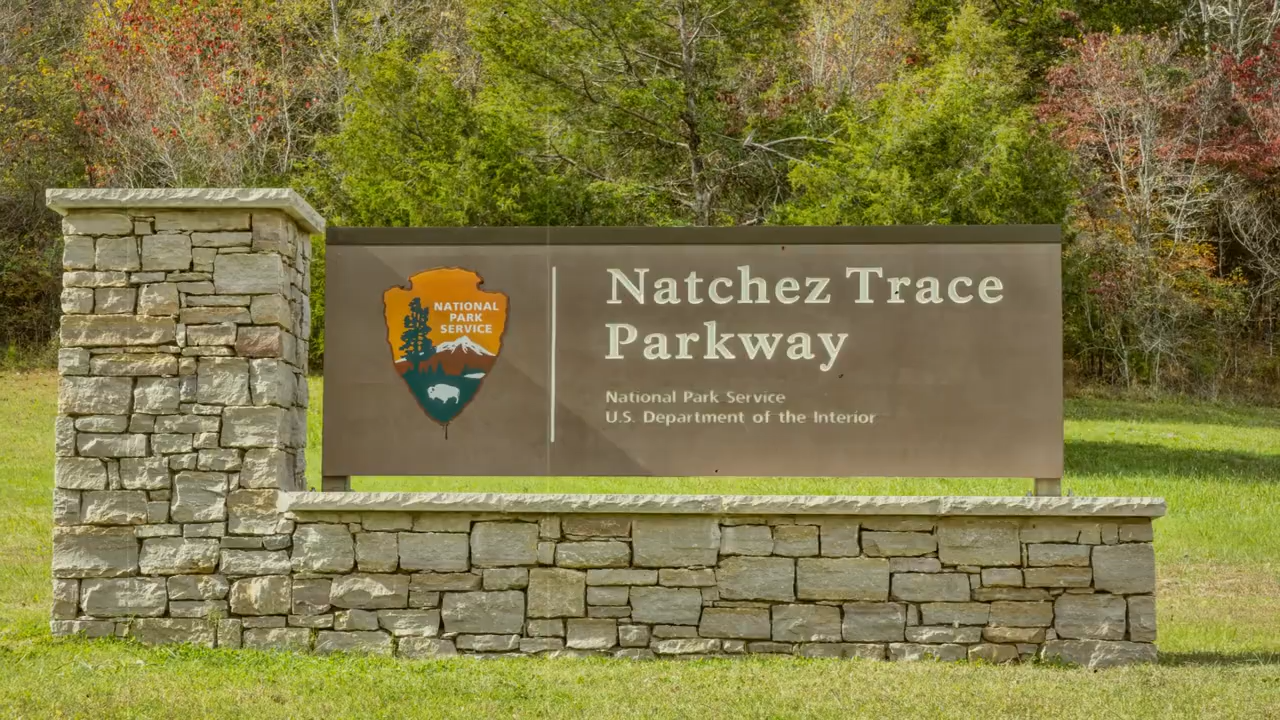 NATIONAL
PARK
SERVICE
Natchez Trace
Parkway
National Park Service
U.S. Department of the Interior